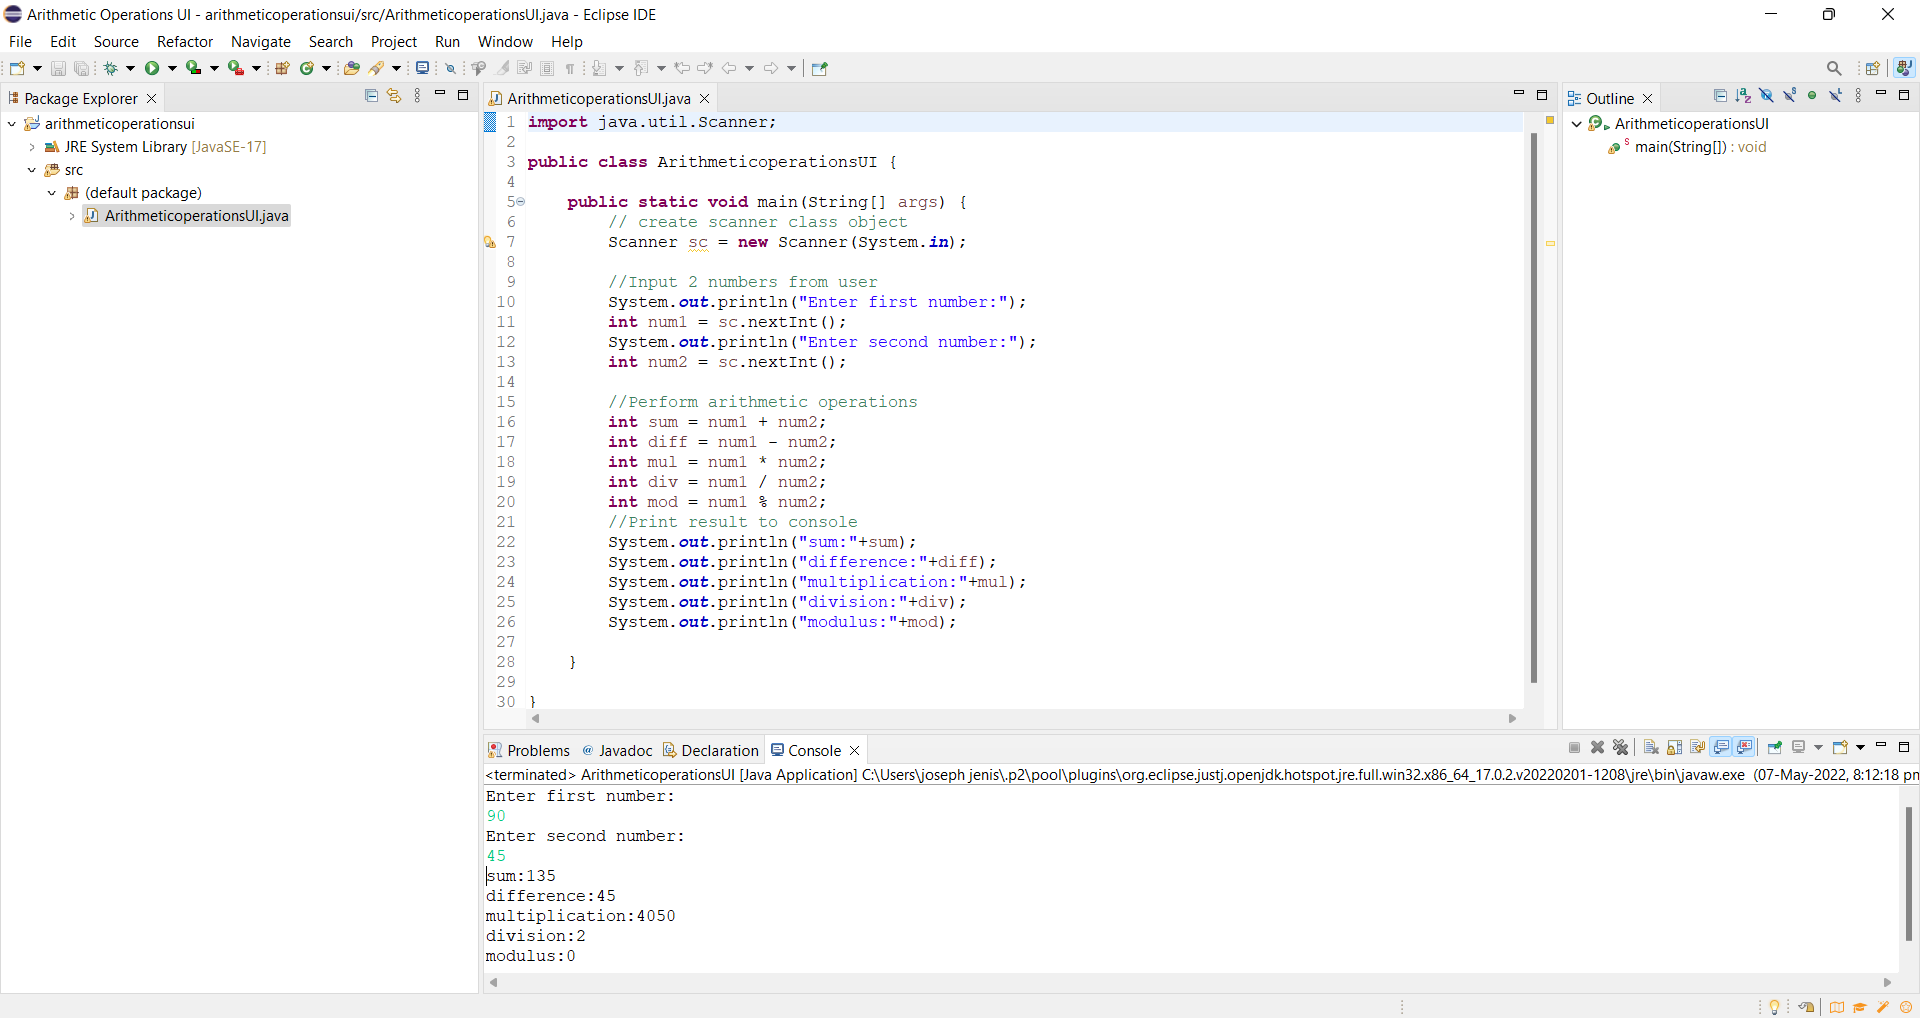 Arithmetic Operations UI - arithmeticoperationsui/src/ArithmeticoperationsUI.java - Eclipse IDE
File Edit Source Refactor Navigate Search Project Run Window Help
Package Explorer
arithmeticoperationsui
JRE System Library [JavaSE-17]
src
(default package)
ArithmeticoperationsUI.java
ArithmeticoperationsUI.java
1 import java.util.Scanner;
2
3 public class ArithmeticoperationsUI {
4
5 public static void main(String[] args) {
6 // create scanner class object
7 Scanner sc = new Scanner(System.in);
8
9 //Input 2 numbers from user
10 System.out.println("Enter first number:");
11 int num1 = sc.nextInt();
12 System.out.println("Enter second number:");
13 int num2 = sc.nextInt();
14
15 //Perform arithmetic operations
16 int sum = num1 + num2;
17 int diff = num1 - num2;
18 int mul = num1 * num2;
19 int div = num1 / num2;
20 int mod = num1 % num2;
21 //Print result to console
22 System.out.println("sum:"+sum);
23 System.out.println("difference:"+diff);
24 System.out.println("multiplication:"+mul);
25 System.out.println("division:"+div);
26 System.out.println("modulus:"+mod);
27
28 }
29
30 }
Outline
ArithmeticoperationsUI
main(String[]) : void
Problems @ Javadoc Declaration Console
<terminated> ArithmeticoperationsUI [Java Application] C:\Users\joseph jenis\.p2\pool\plugins\org.eclipse.justj.openjdk.hotspot.jre.full.win32.x86_64_17.0.2.v20220201-1208\jre\bin\javaw.exe (07-May-2022, 8:12:18 pn
Enter first number:
90
Enter second number:
45
sum:135
difference:45
multiplication:4050
division:2
modulus:0